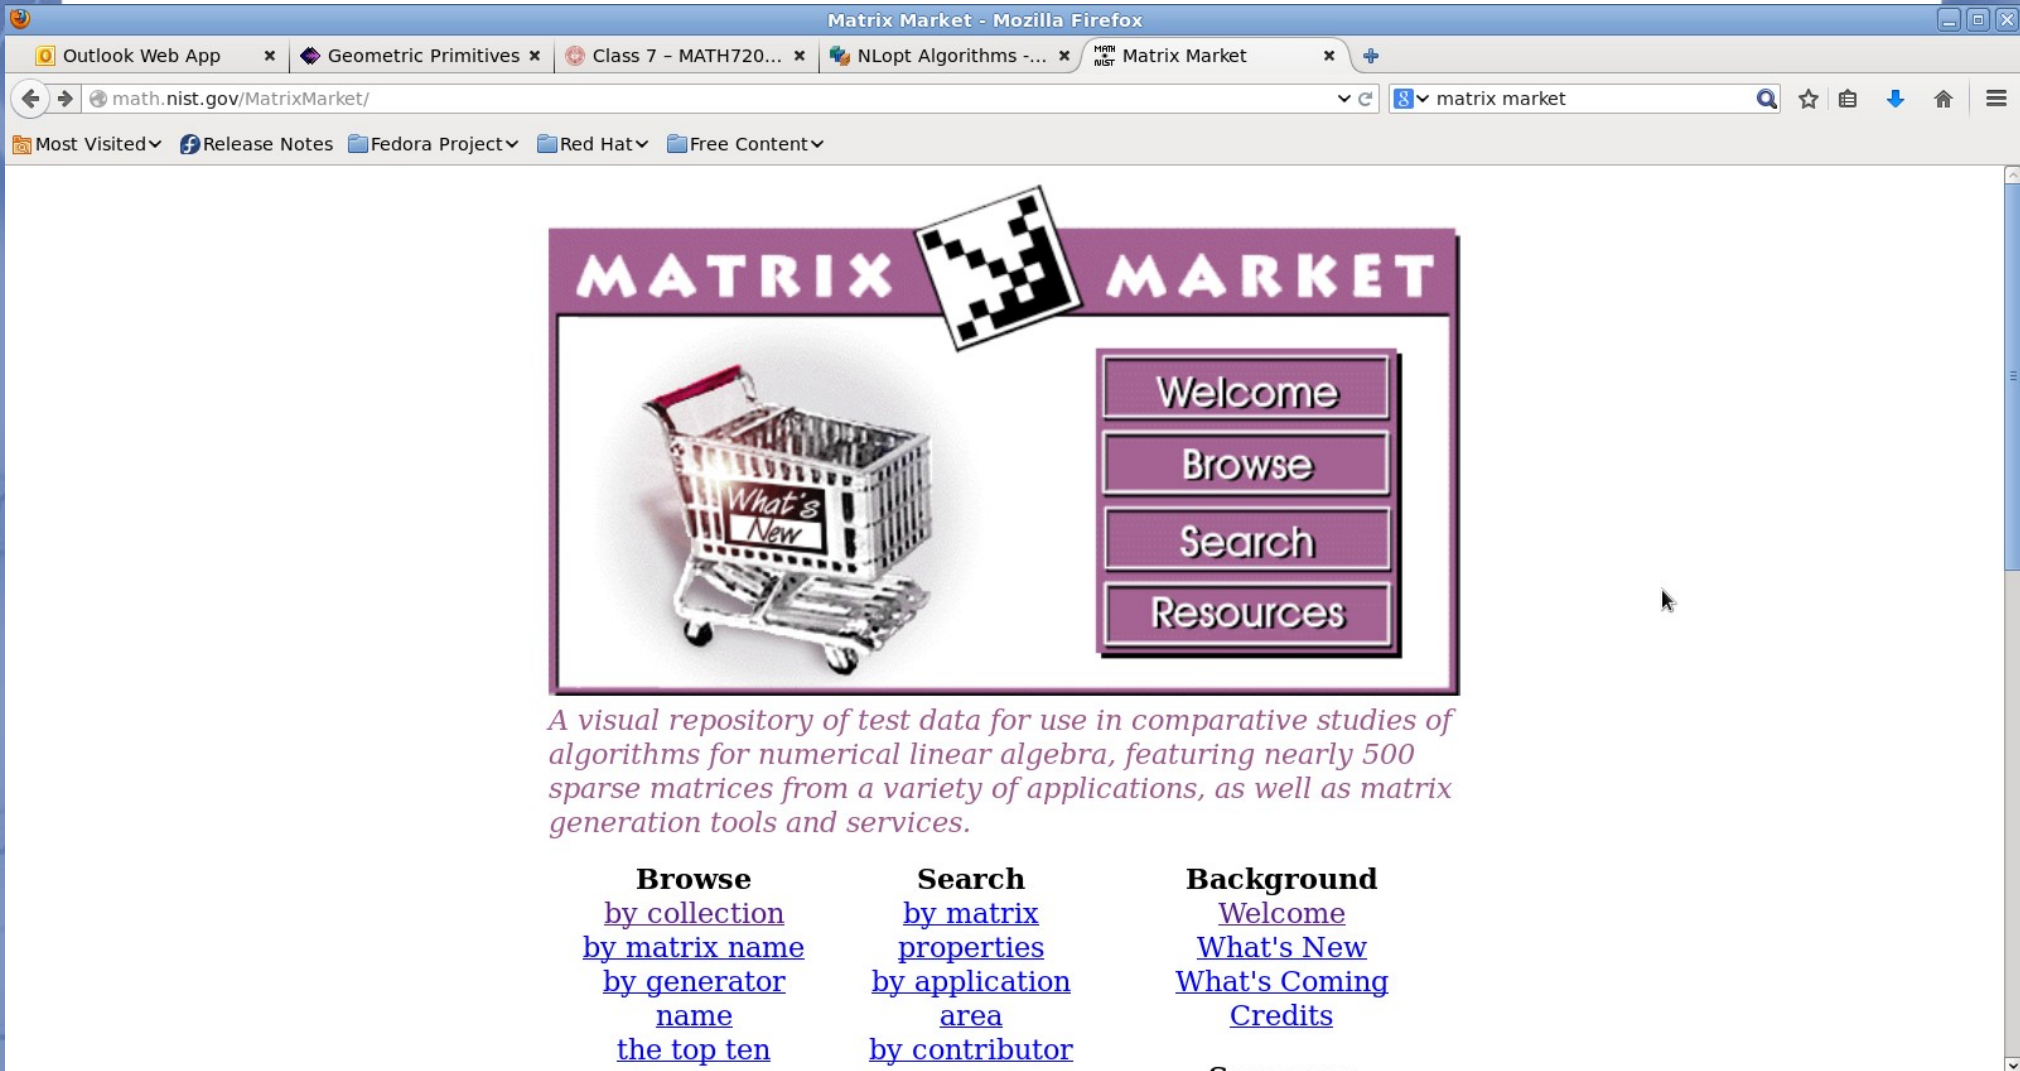 Matrix Market - Mozilla Firefox
Outlook Web App
Geometric Primitives
Class 7 – MATH720...
NLopt Algorithms -...
MATH NIST Matrix Market
math.nist.gov/MatrixMarket/
8 matrix market
Most Visited
Release Notes
Fedora Project
Red Hat
Free Content
MATRIX MARKET
What's
New
Welcome
Browse
Search
Resources
A visual repository of test data for use in comparative studies of
algorithms for numerical linear algebra, featuring nearly 500
sparse matrices from a variety of applications, as well as matrix
generation tools and services.
Browse
by collection
by matrix name
by generator
name
the top ten
Search
by matrix
properties
by application
area
by contributor
Background
Welcome
What's New
What's Coming
Credits